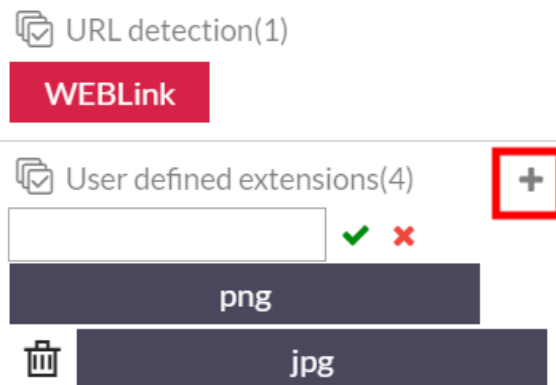 URL detection(1)
WEBLink
User defined extensions(4)
png
jpg